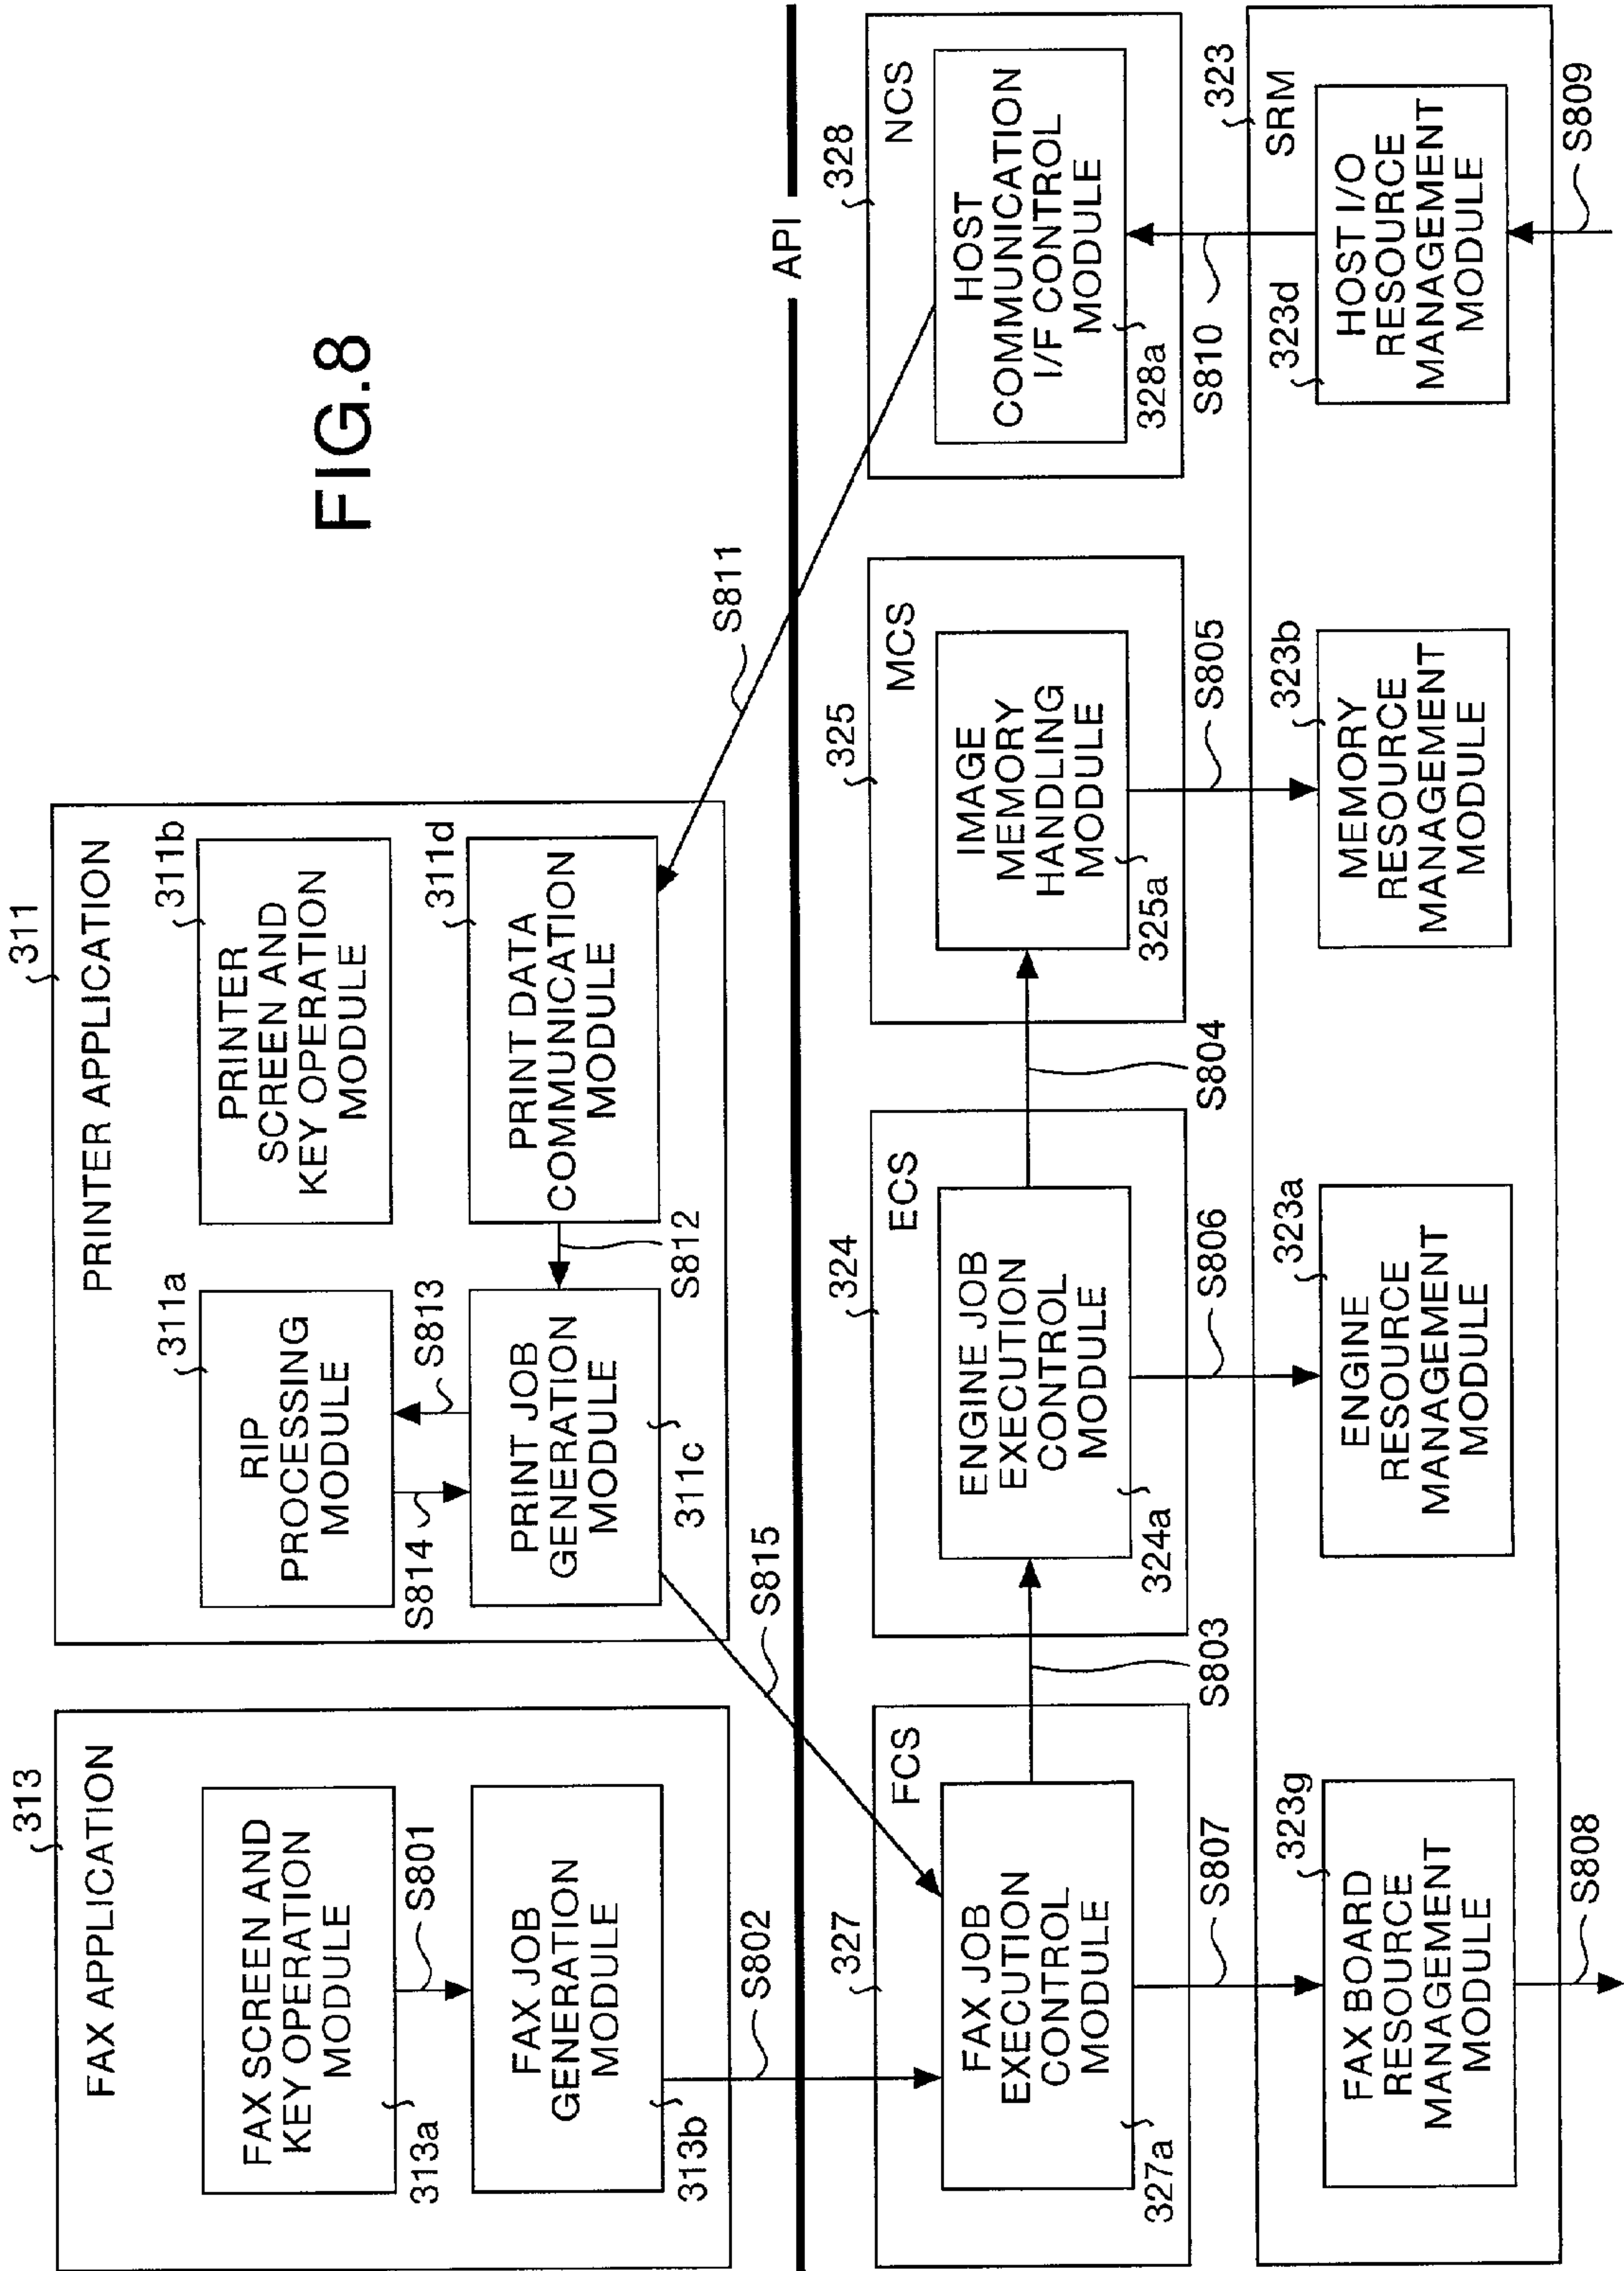 FIG.8
313
FAX APPLICATION
FAX SCREEN AND
KEY OPERATION
MODULE
313a
S801
FAX JOB
GENERATION
MODULE
313b
S802
311
PRINTER APPLICATION
311a
RIP
PROCESSING
MODULE
S814
S813
PRINT JOB
GENERATION
MODULE
311c
S815
311b
PRINTER
SCREEN AND
KEY OPERATION
MODULE
311d
PRINT DATA
COMMUNICATION
MODULE
S812
S811
API
327
FCS
FAX JOB
EXECUTION
CONTROL
MODULE
327a
S803
S807
324
ECS
ENGINE JOB
EXECUTION
CONTROL
MODULE
324a
S804
S806
325
MCS
IMAGE
MEMORY
HANDLING
MODULE
325a
S805
328
NCS
HOST
COMMUNICATION
I/F CONTROL
MODULE
328a
S810
323
SRM
323g
FAX BOARD
RESOURCE
MANAGEMENT
MODULE
S808
323a
ENGINE
RESOURCE
MANAGEMENT
MODULE
323b
MEMORY
RESOURCE
MANAGEMENT
MODULE
323d
HOST I/O
RESOURCE
MANAGEMENT
MODULE
S809